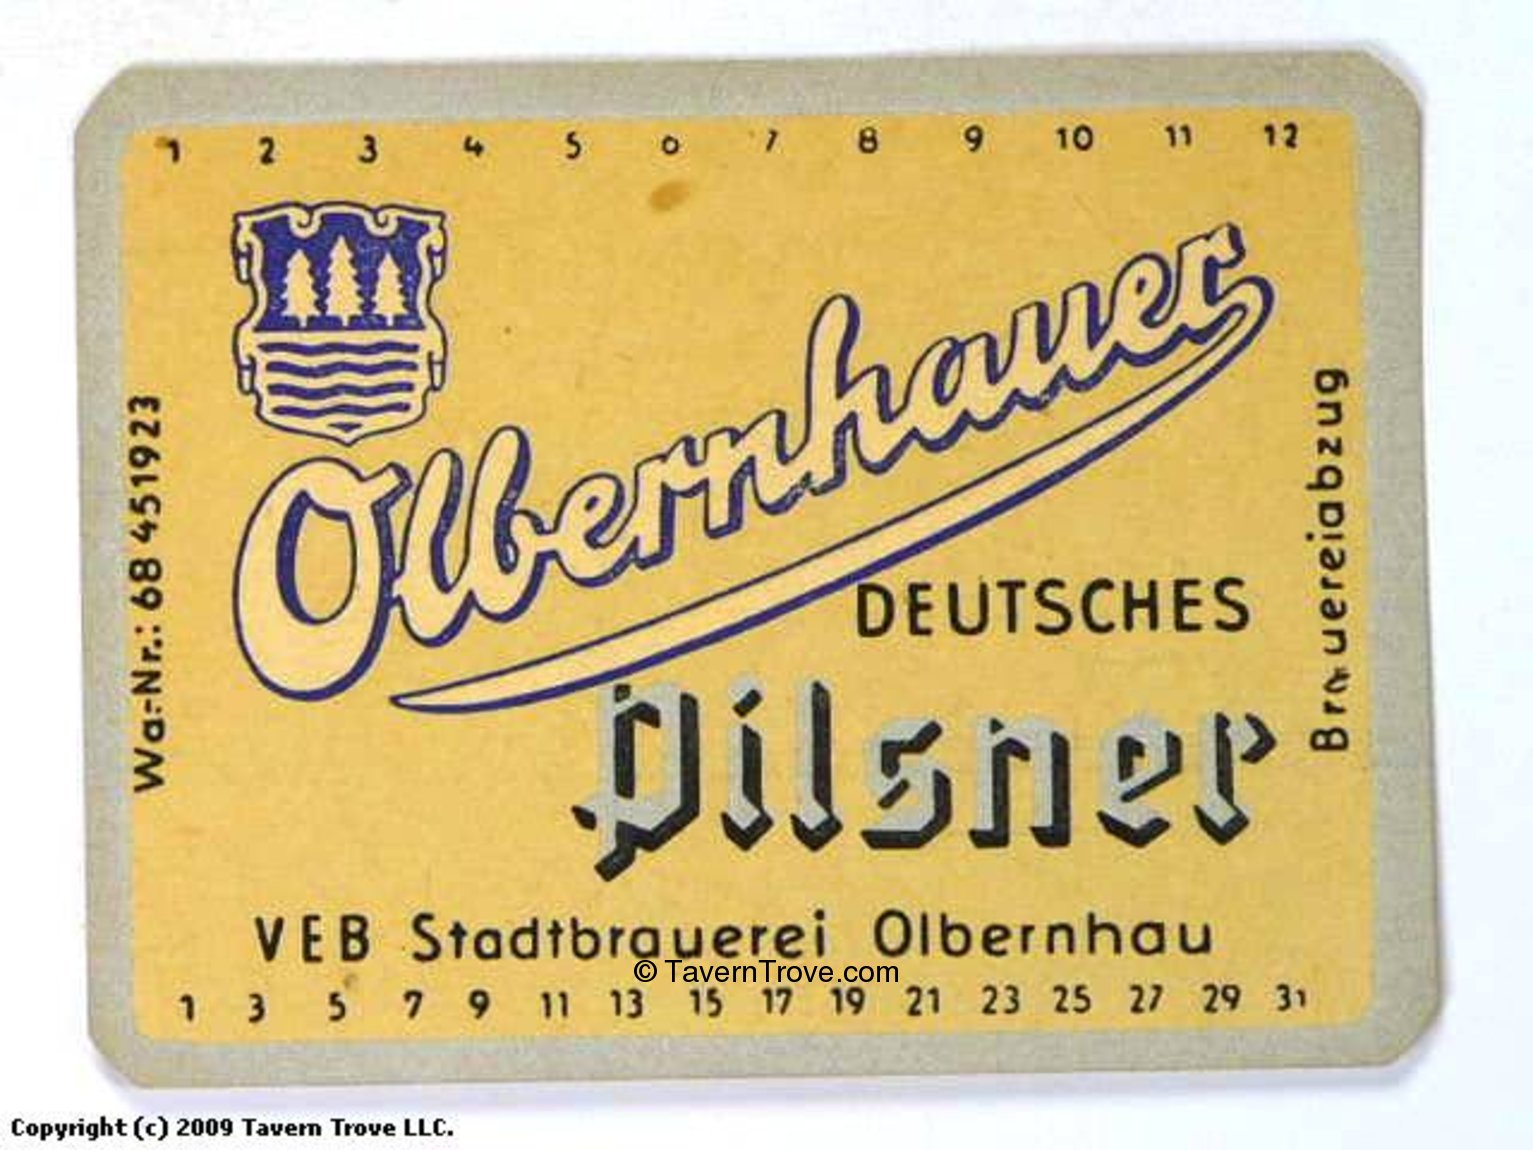 1 2 3 4 5 6 7 8 9 10 11 12
Wa-Nr.: 68 451923
Olbernhauer
DEUTSCHES
Pilsner
Brauereiabzug
VEB Stadtbrauerei Olbernhau
© TavernTrove.com
1 3 5 7 9 11 13 15 17 19 21 23 25 27 29 31
Copyright (c) 2009 Tavern Trove LLC.